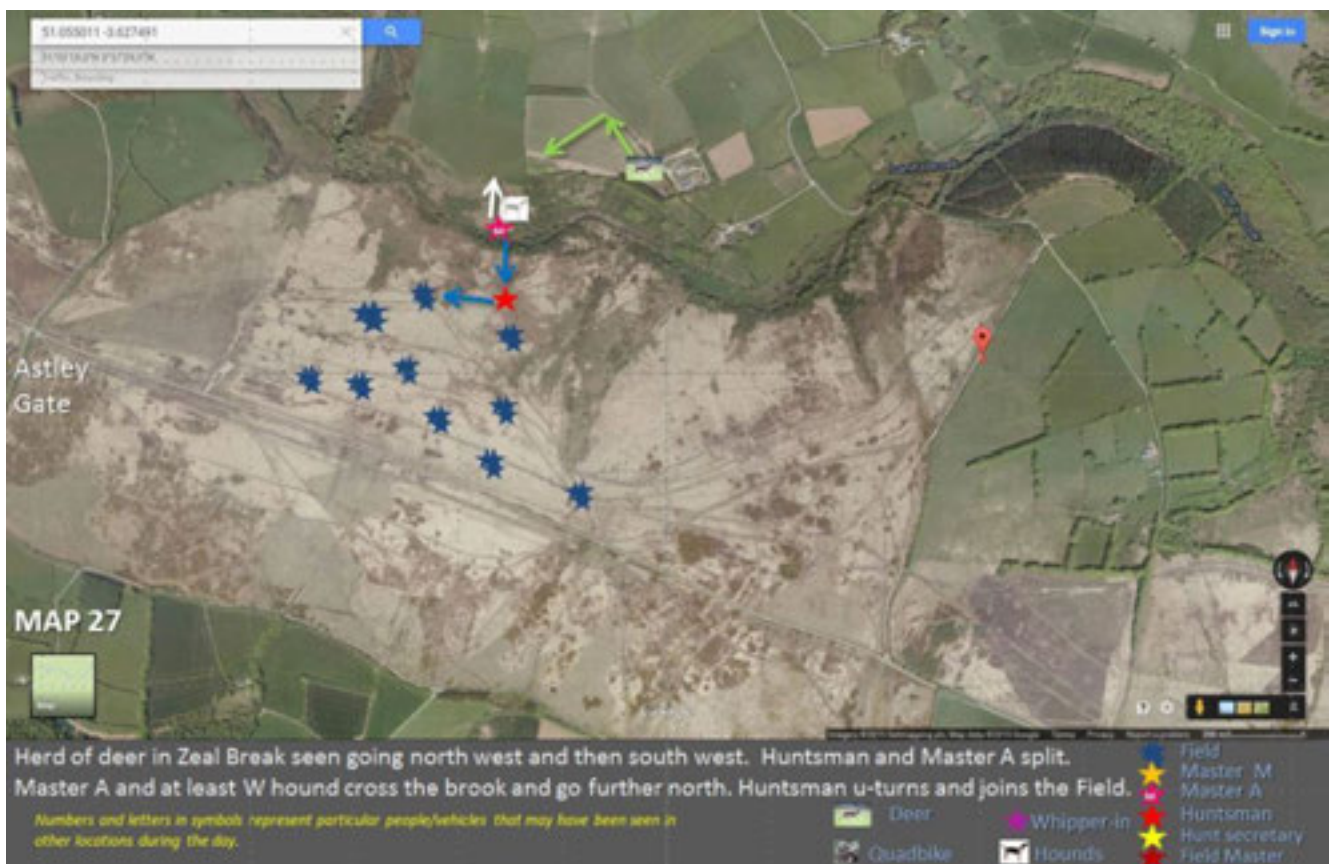 51.055011 -3.627491
Sign in
Astley
Gate
MAP 27
Herd of deer in Zeal Break seen going north west and then south west. Huntsman and Master A split.
Master A and at least W hound cross the brook and go further north. Huntsman u-turns and joins the Field.
Numbers and letters in symbols represent particular people/vehicles that may have been seen in
other locations during the day.
Deer
Quadbike
Whipper-in
Hounds
Field
Master M
Master A
Huntsman
Hunt secretary
Field Master